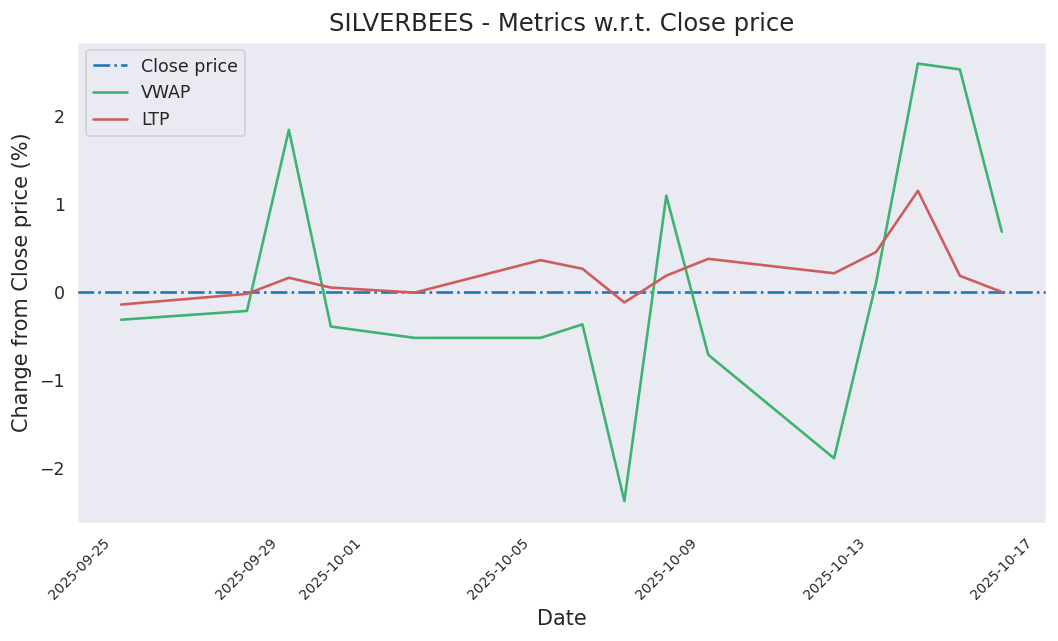 SILVERBEES - Metrics w.r.t. Close price
Close price
VWAP
LTP
Change from Close price (%)
2
1
0
−1
−2
2025-09-25
2025-09-29
2025-10-01
2025-10-05
2025-10-09
2025-10-13
2025-10-17
Date